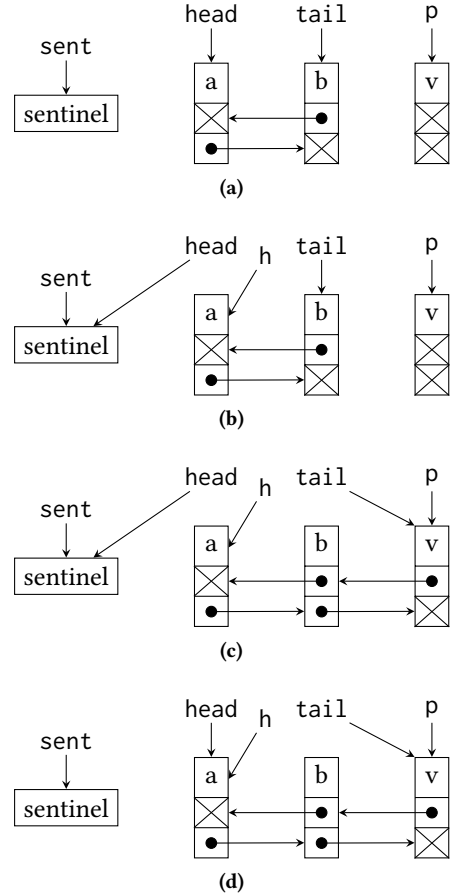 head tail p
sent
a b v
sentinel
(a)
head h tail p
sent
a b v
sentinel
(b)
head h tail p
sent
a b v
sentinel
(c)
head h tail p
sent
a b v
sentinel
(d)